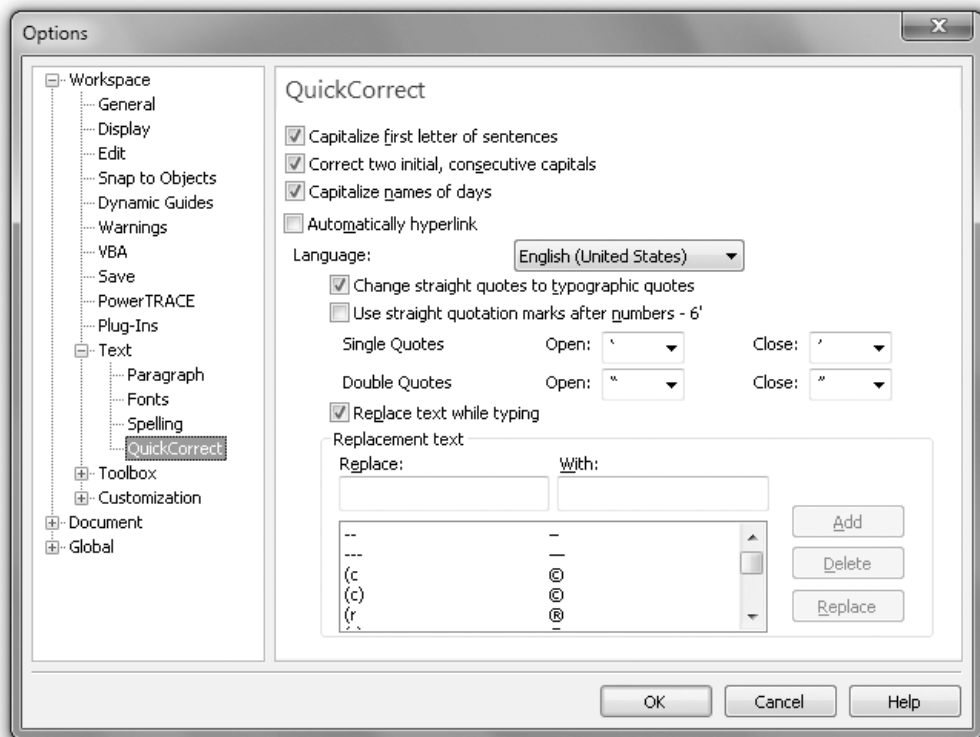 Options
Workspace
General
Display
Edit
Snap to Objects
Dynamic Guides
Warnings
VBA
Save
PowerTRACE
Plug-Ins
Text
Paragraph
Fonts
Spelling
QuickCorrect
Toolbox
Customization
Document
Global
QuickCorrect
Capitalize first letter of sentences
Correct two initial, consecutive capitals
Capitalize names of days
Automatically hyperlink
Language: English (United States)
Change straight quotes to typographic quotes
Use straight quotation marks after numbers - 6'
Single Quotes Open: ‘ Close: ’
Double Quotes Open: “ Close: ”
Replace text while typing
Replacement text
Replace: With:
-- –
--- —
(c ©
(c) ©
(r ®
Add
Delete
Replace
OK Cancel Help